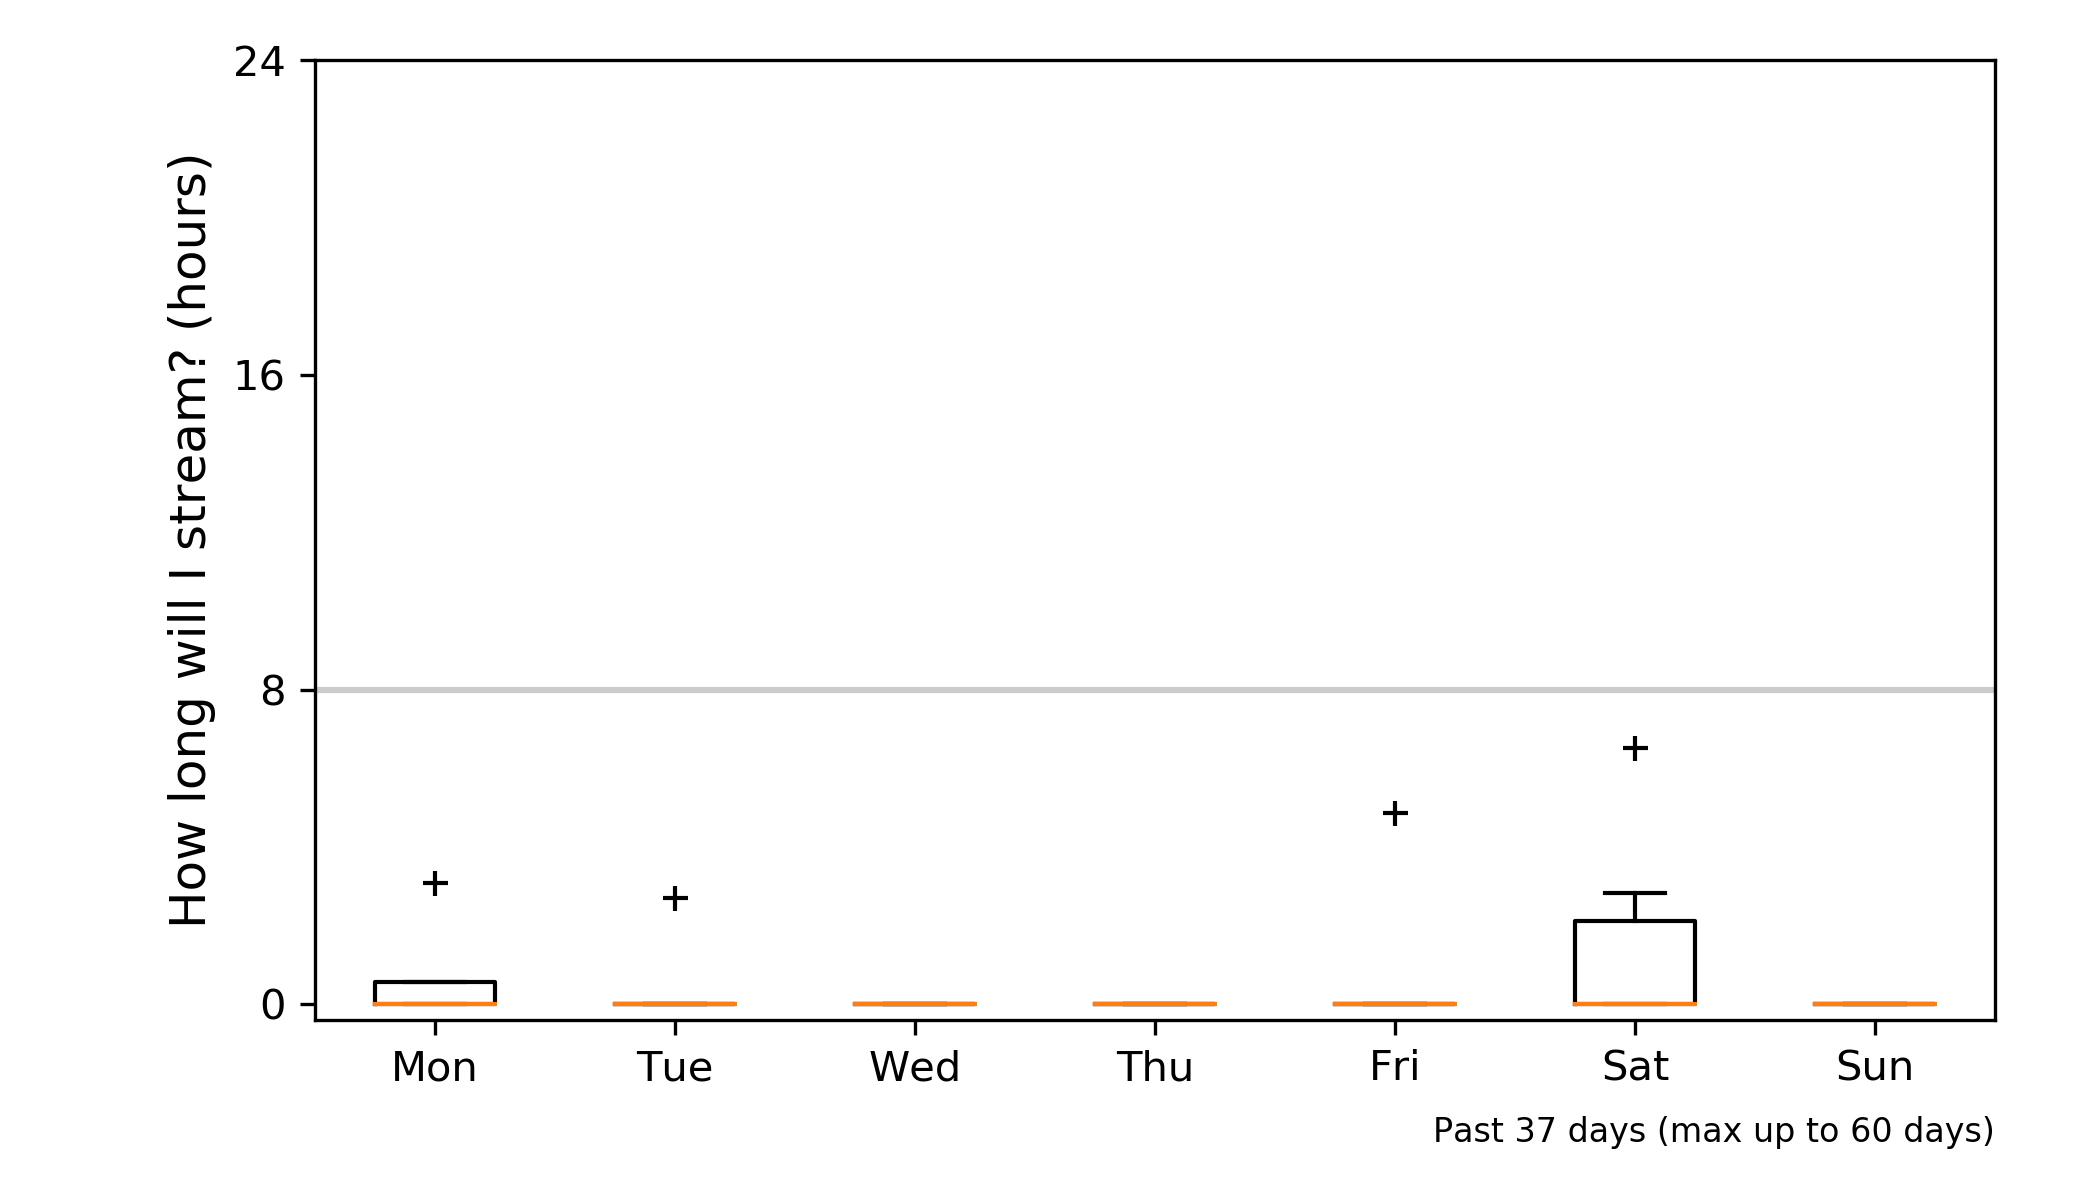 How long will I stream? (hours)
24
16
8
0
Mon Tue Wed Thu Fri Sat Sun
Past 37 days (max up to 60 days)